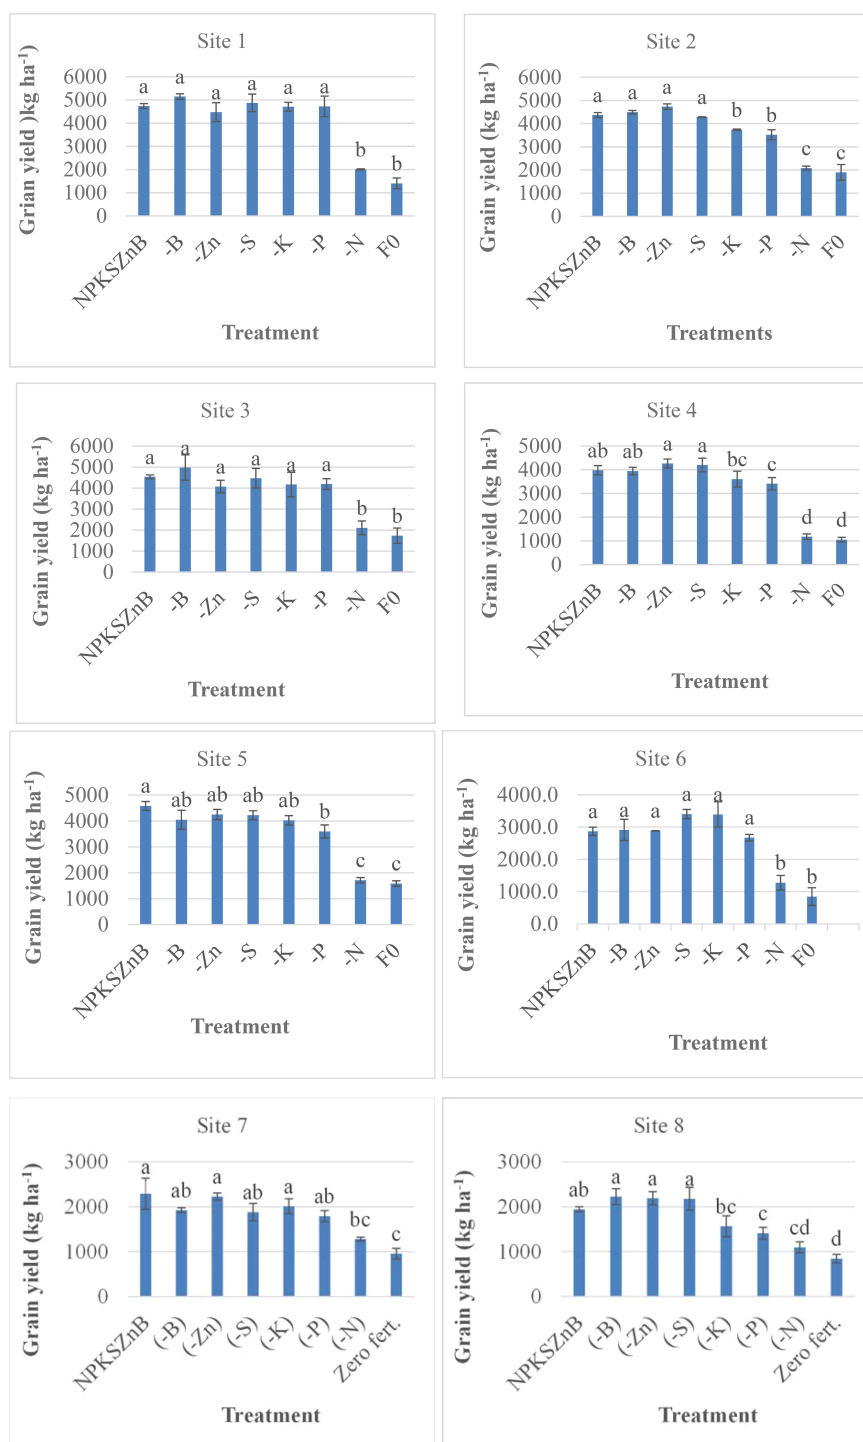 Site 1
Grian yield )kg ha⁻¹)
6000
5000
4000
3000
2000
1000
0
a a a a a a b b
NPKSZnB -B -Zn -S -K -P -N F0
Treatment
Site 2
Grain yield (kg ha⁻¹)
6000
5000
4000
3000
2000
1000
0
a a a a b b c c
NPKSZnB -B -Zn -S -K -P -N F0
Treatments
Site 3
Grain yield (kg ha⁻¹)
6000
5000
4000
3000
2000
1000
0
a a a a a a b b
NPKSZnB -B -Zn -S -K -P -N F0
Treatment
Site 4
Grain yield (kg ha⁻¹)
5000
4000
3000
2000
1000
0
ab ab a a bc c d d
NPKSZnB -B -Zn -S -K -P -N F0
Treatment
Site 5
Grain yield (kg ha⁻¹)
5000
4000
3000
2000
1000
0
a ab ab ab ab b c c
NPKSZnB -B -Zn -S -K -P -N F0
Treatment
Site 6
Grain yield (kg ha⁻¹)
4000.0
3000.0
2000.0
1000.0
0.0
a a a a a a b b
NPKSZnB -B -Zn -S -K -P -N F0
Treatment
Site 7
Grain yield (kg ha⁻¹)
3000
2000
1000
0
a ab a ab a ab bc c
NPKSZnB (-B) (-Zn) (-S) (-K) (-P) (-N) Zero fert.
Treatment
Site 8
Grain yield (kg ha⁻¹)
3000
2000
1000
0
ab a a a bc c cd d
NPKSZnB (-B) (-Zn) (-S) (-K) (-P) (-N) Zero fert.
Treatment